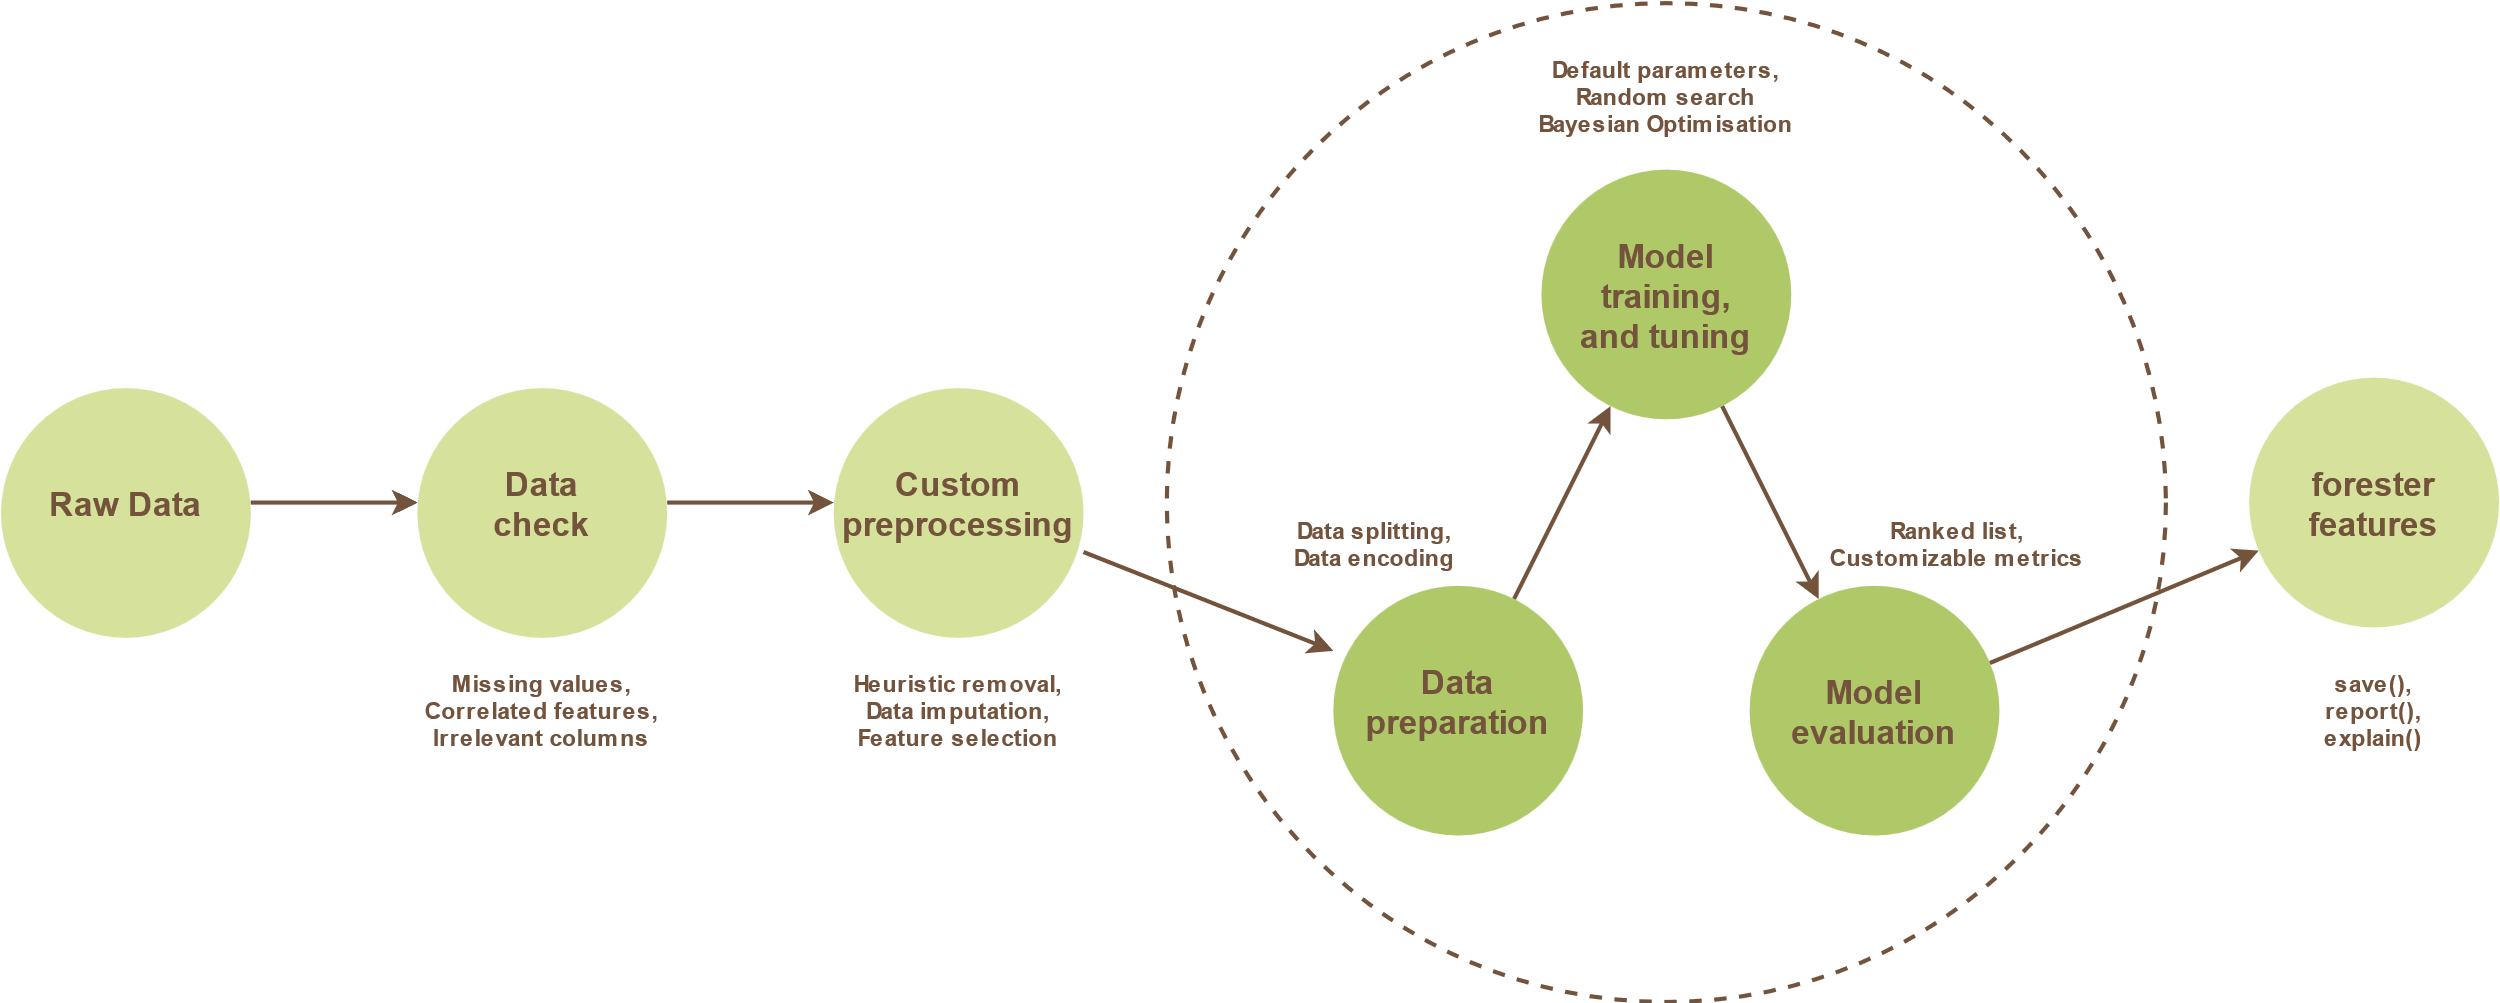 Raw Data
Data
check
Missing values,
Correlated features,
Irrelevant columns
Custom
preprocessing
Heuristic removal,
Data imputation,
Feature selection
Data splitting,
Data encoding
Data
preparation
Default parameters,
Random search
Bayesian Optimisation
Model
training,
and tuning
Ranked list,
Customizable metrics
Model
evaluation
forester
features
save(),
report(),
explain()